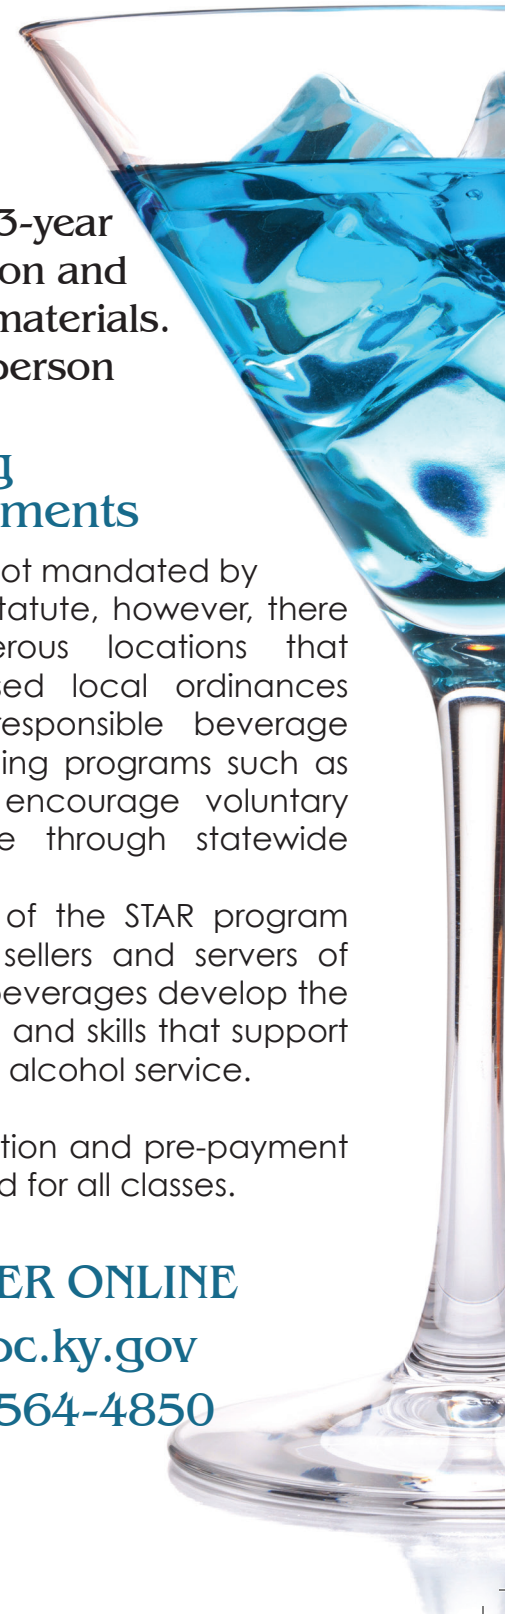 3-year
on and
materials.
person
g
ments
ot mandated by
tatute, however, there
erous locations that
sed local ordinances
responsible beverage
ing programs such as
encourage voluntary
e through statewide
of the STAR program
sellers and servers of
beverages develop the
and skills that support
alcohol service.
tion and pre-payment
d for all classes.
ER ONLINE
bc.ky.gov
564-4850